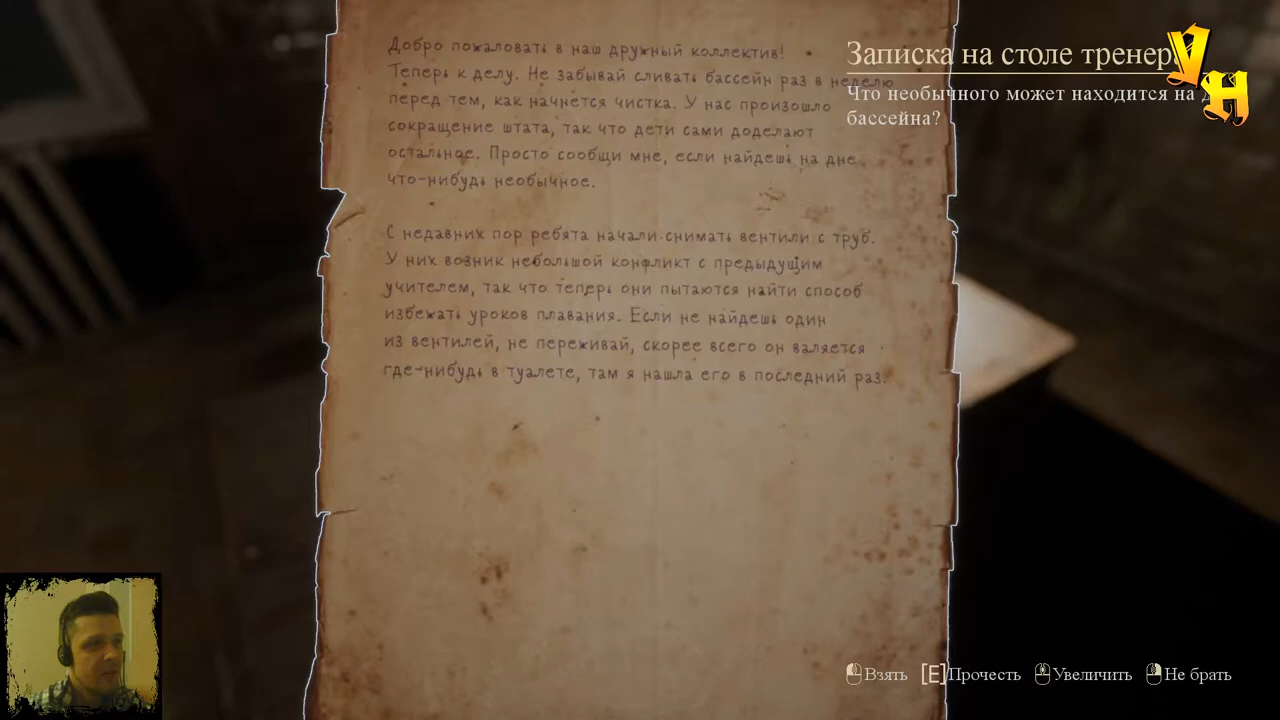 Добро пожаловать в наш дружный коллектив!
Теперь к делу. Не забывай сливать бассейн раз в неделю
перед тем, как начнется чистка. У нас произошло
сокращение штата, так что дети сами доделают
остальное. Просто сообщи мне, если найдешь на дне
что-нибудь необычное.
С недавних пор ребята начали снимать вентили с труб.
У них возник небольшой конфликт с предыдущим
учителем, так что теперь они пытаются найти способ
избежать уроков плавания. Если не найдешь один
из вентилей, не переживай, скорее всего он валяется
где-нибудь в туалете, там я нашла его в последний раз.
Записка на столе тренера
Что необычного может находится на
бассейна?
УН
Взять [E]Прочесть Увеличить Не брать